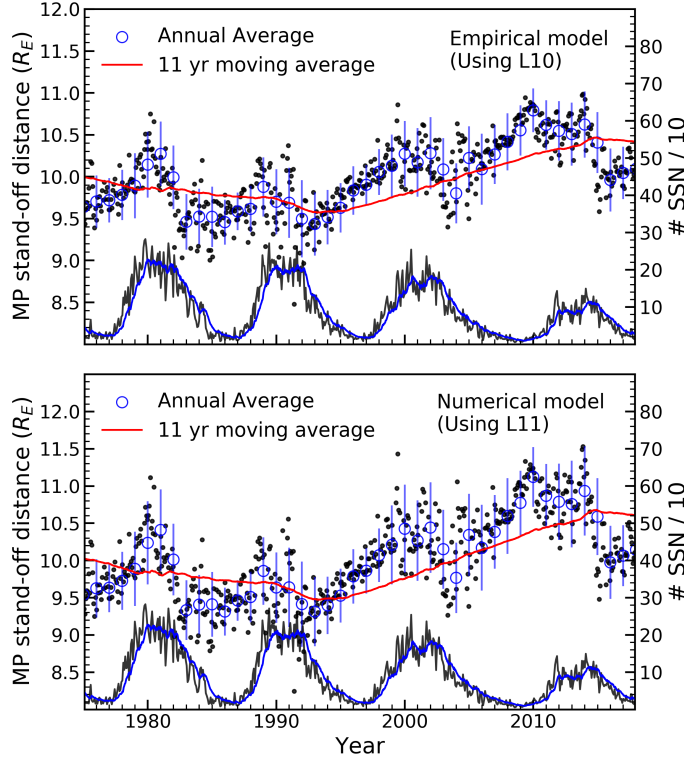 12.0
11.5
11.0
10.5
10.0
9.5
9.0
8.5
MP stand-off distance (R_E)
Annual Average
11 yr moving average
Empirical model
(Using L10)
80
70
60
50
40
30
20
10
# SSN / 10
12.0
11.5
11.0
10.5
10.0
9.5
9.0
8.5
MP stand-off distance (R_E)
Annual Average
11 yr moving average
Numerical model
(Using L11)
80
70
60
50
40
30
20
10
# SSN / 10
1980
1990
2000
2010
Year